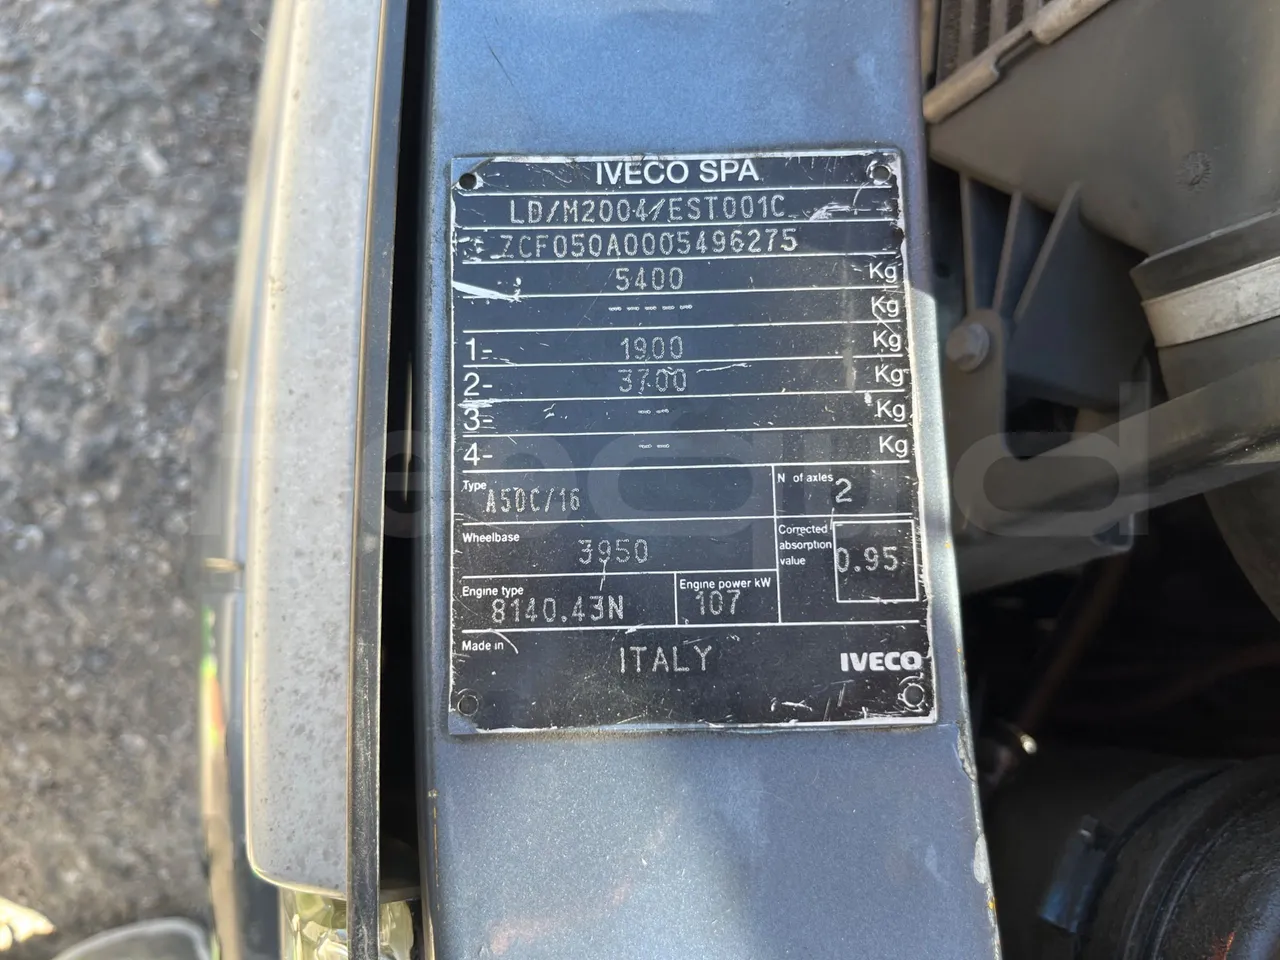 IVECO SPA
LD/M2004/EST001C
ZCF050A0005496275
5400 Kg
----- Kg
1- 1900 Kg
2- 3700 Kg
3- -- Kg
4- -- Kg
Type A50C/16
N of axles 2
Wheelbase 3950
Corrected absorption value 0.95
Engine type 8140.43N
Engine power kW 107
Made in ITALY
IVECO